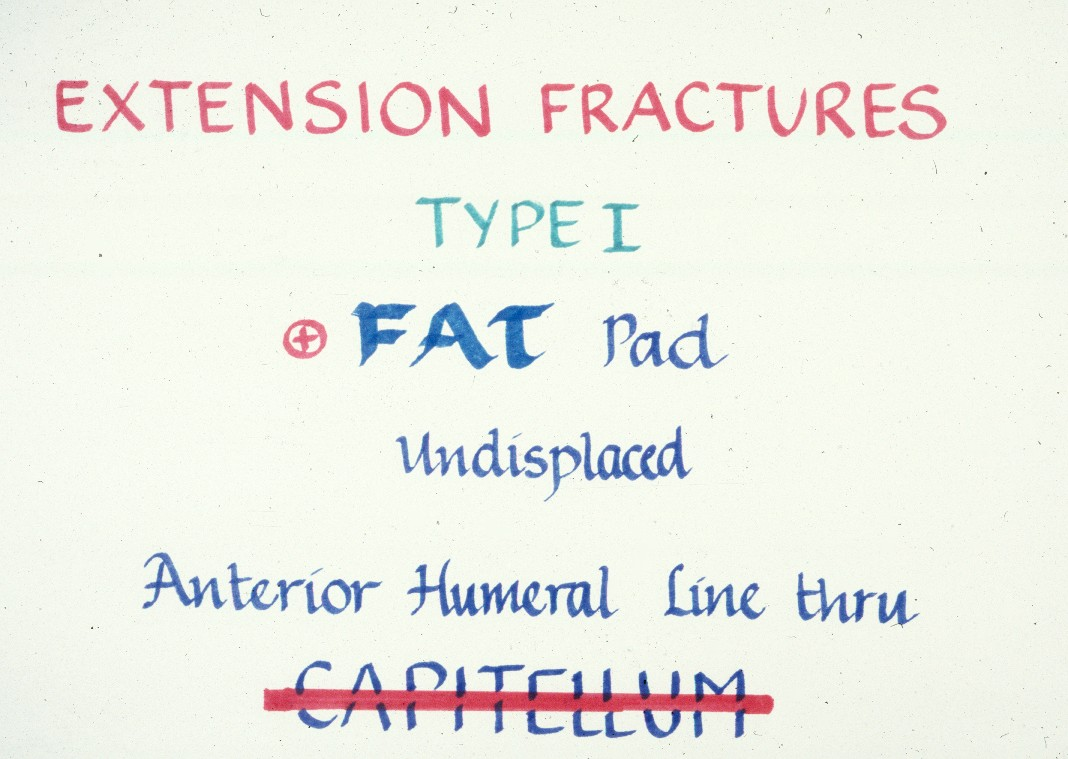 EXTENSION FRACTURES
TYPE I
⊕ FAT Pad
Undisplaced
Anterior Humeral Line thru
CAPITELLUM